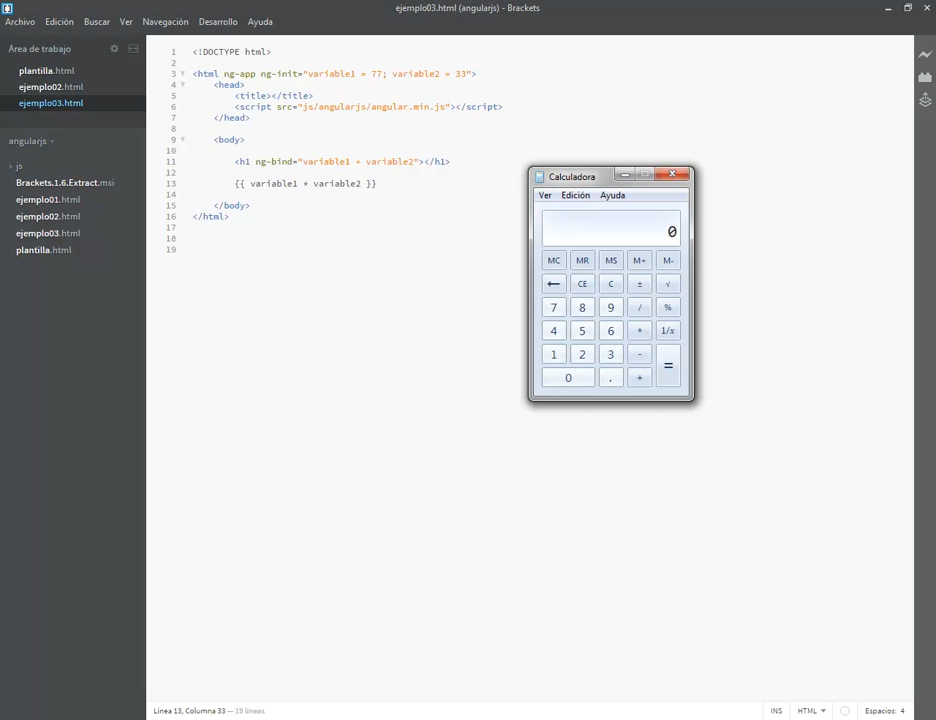 ejemplo03.html (angularjs) - Brackets
Archivo Edición Buscar Ver Navegación Desarrollo Ayuda
Área de trabajo
plantilla.html
ejemplo02.html
ejemplo03.html
angularjs
js
Brackets.1.6.Extract.msi
ejemplo01.html
ejemplo02.html
ejemplo03.html
plantilla.html
1 <!DOCTYPE html>
2
3 <html ng-app ng-init="variable1 = 77; variable2 = 33">
4 <head>
5 <title></title>
6 <script src="js/angularjs/angular.min.js"></script>
7 </head>
8
9 <body>
10
11 <h1 ng-bind="variable1 + variable2"></h1>
12
13 {{ variable1 * variable2 }}
14
15 </body>
16 </html>
17
18
19
Calculadora
Ver Edición Ayuda
0
MC MR MS M+ M-
← CE C ± √
7 8 9 / %
4 5 6 * 1/x
1 2 3 - =
0 , +
Línea 13, Columna 33 — 19 líneas
INS HTML Espacios: 4